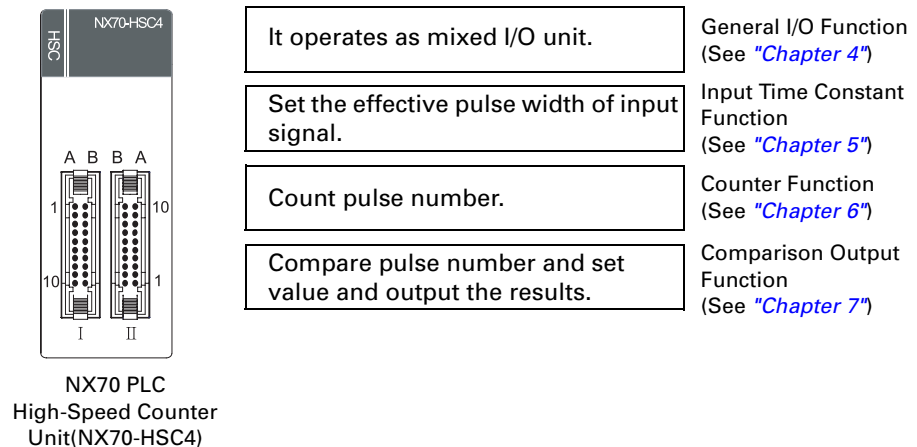 NX70-HSC4
HSC
A B B A
1
10
10
1
I
II
NX70 PLC
High-Speed Counter
Unit(NX70-HSC4)
It operates as mixed I/O unit.
General I/O Function
(See "Chapter 4")
Set the effective pulse width of input
signal.
Input Time Constant
Function
(See "Chapter 5")
Count pulse number.
Counter Function
(See "Chapter 6")
Compare pulse number and set
value and output the results.
Comparison Output
Function
(See "Chapter 7")